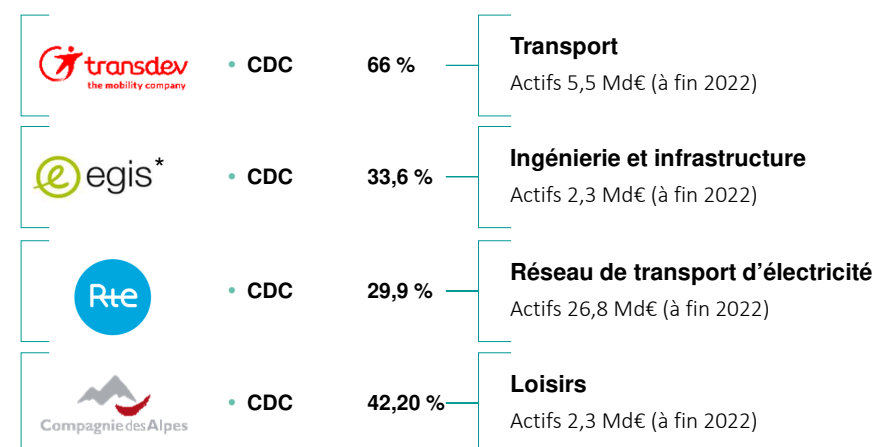 transdev
the mobility company
• CDC 66 %
Transport
Actifs 5,5 Md€ (à fin 2022)
e egis*
• CDC 33,6 %
Ingénierie et infrastructure
Actifs 2,3 Md€ (à fin 2022)
Rte
• CDC 29,9 %
Réseau de transport d’électricité
Actifs 26,8 Md€ (à fin 2022)
CompagniedesAlpes
• CDC 42,20 %
Loisirs
Actifs 2,3 Md€ (à fin 2022)